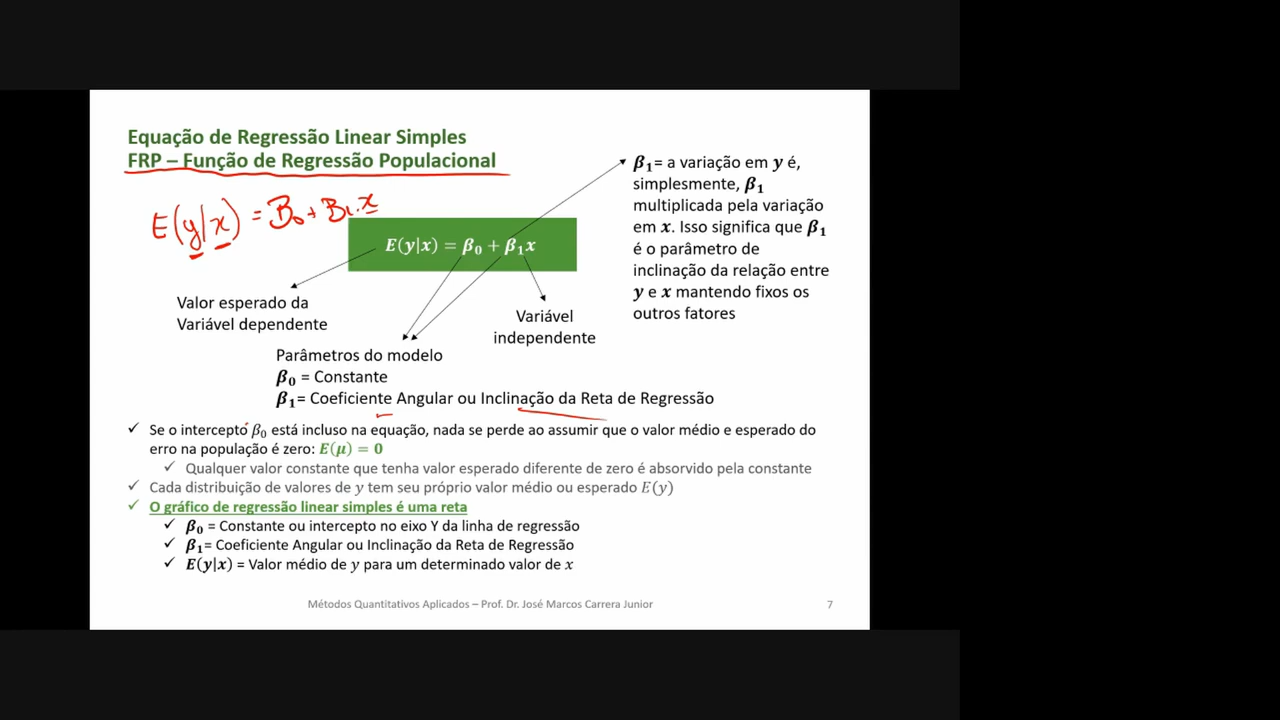 Equação de Regressão Linear Simples
FRP – Função de Regressão Populacional
E(y|x) = B₀ + B₁.x
E(y|x) = β₀ + β₁x
β₁= a variação em y é,
simplesmente, β₁
multiplicada pela variação
em x. Isso significa que β₁
é o parâmetro de
inclinação da relação entre
y e x mantendo fixos os
outros fatores
Valor esperado da
Variável dependente
Variável
independente
Parâmetros do modelo
β₀ = Constante
β₁= Coeficiente Angular ou Inclinação da Reta de Regressão
✓ Se o intercepto β₀ está incluso na equação, nada se perde ao assumir que o valor médio e esperado do
erro na população é zero: E(μ) = 0
✓ Qualquer valor constante que tenha valor esperado diferente de zero é absorvido pela constante
✓ Cada distribuição de valores de y tem seu próprio valor médio ou esperado E(y)
✓ O gráfico de regressão linear simples é uma reta
✓ β₀ = Constante ou intercepto no eixo Y da linha de regressão
✓ β₁= Coeficiente Angular ou Inclinação da Reta de Regressão
✓ E(y|x) = Valor médio de y para um determinado valor de x
Métodos Quantitativos Aplicados – Prof. Dr. José Marcos Carrera Junior
7